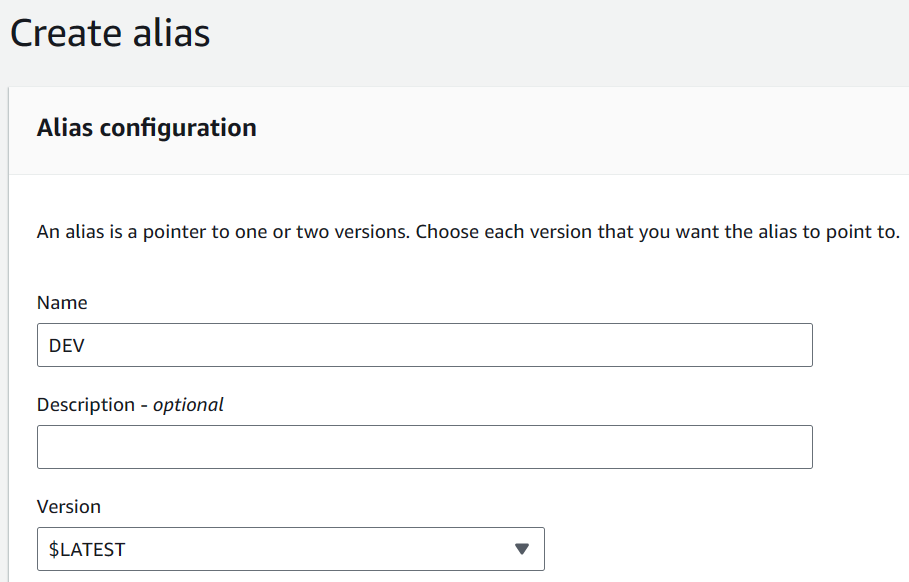 Create alias
Alias configuration
An alias is a pointer to one or two versions. Choose each version that you want the alias to point to.
Name
DEV
Description - optional
Version
$LATEST